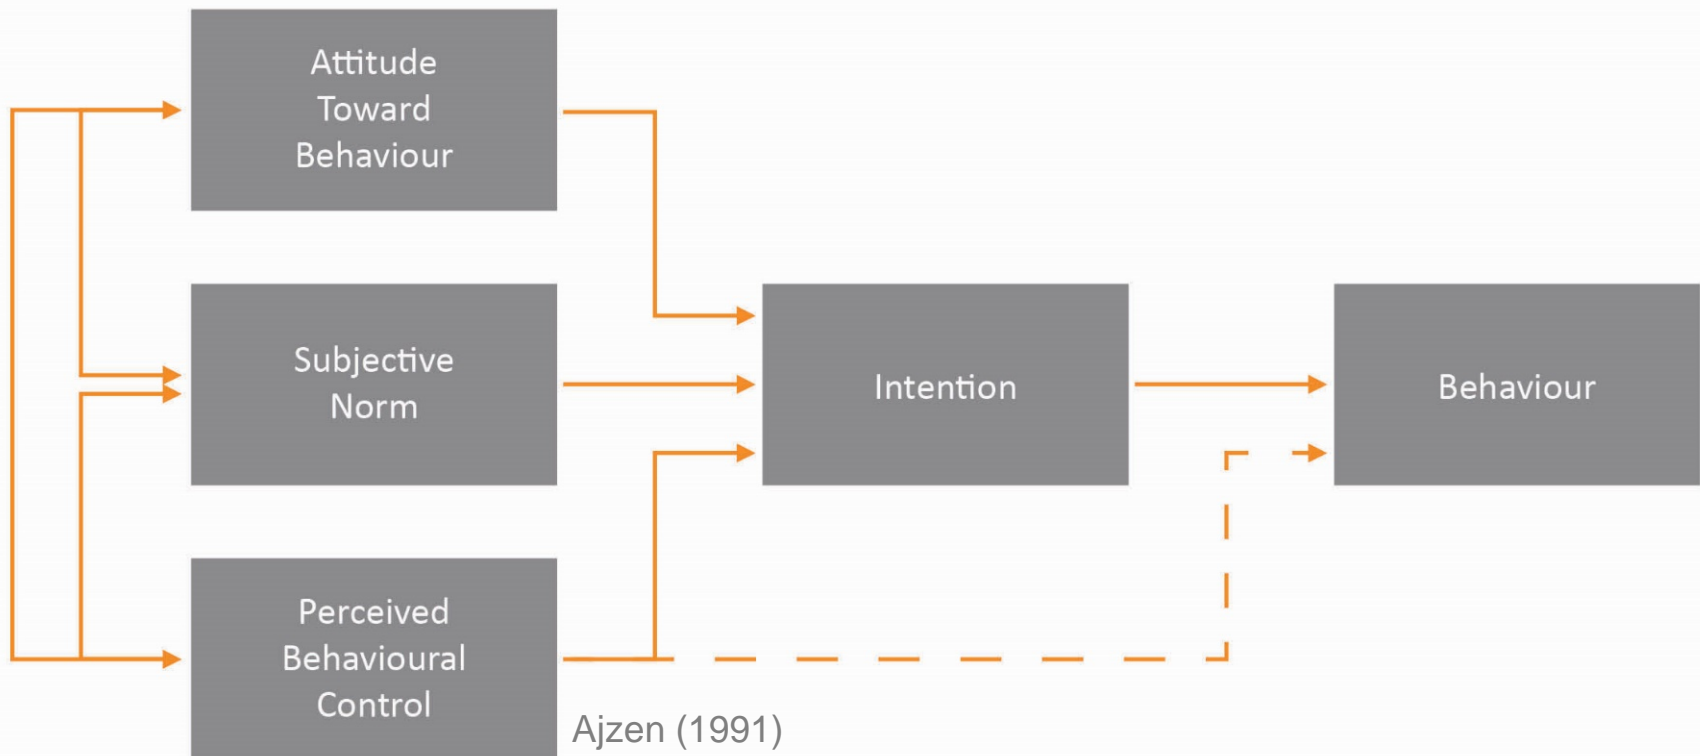 Attitude
Toward
Behaviour
Subjective
Norm
Intention
Behaviour
Perceived
Behavioural
Control
Ajzen (1991)